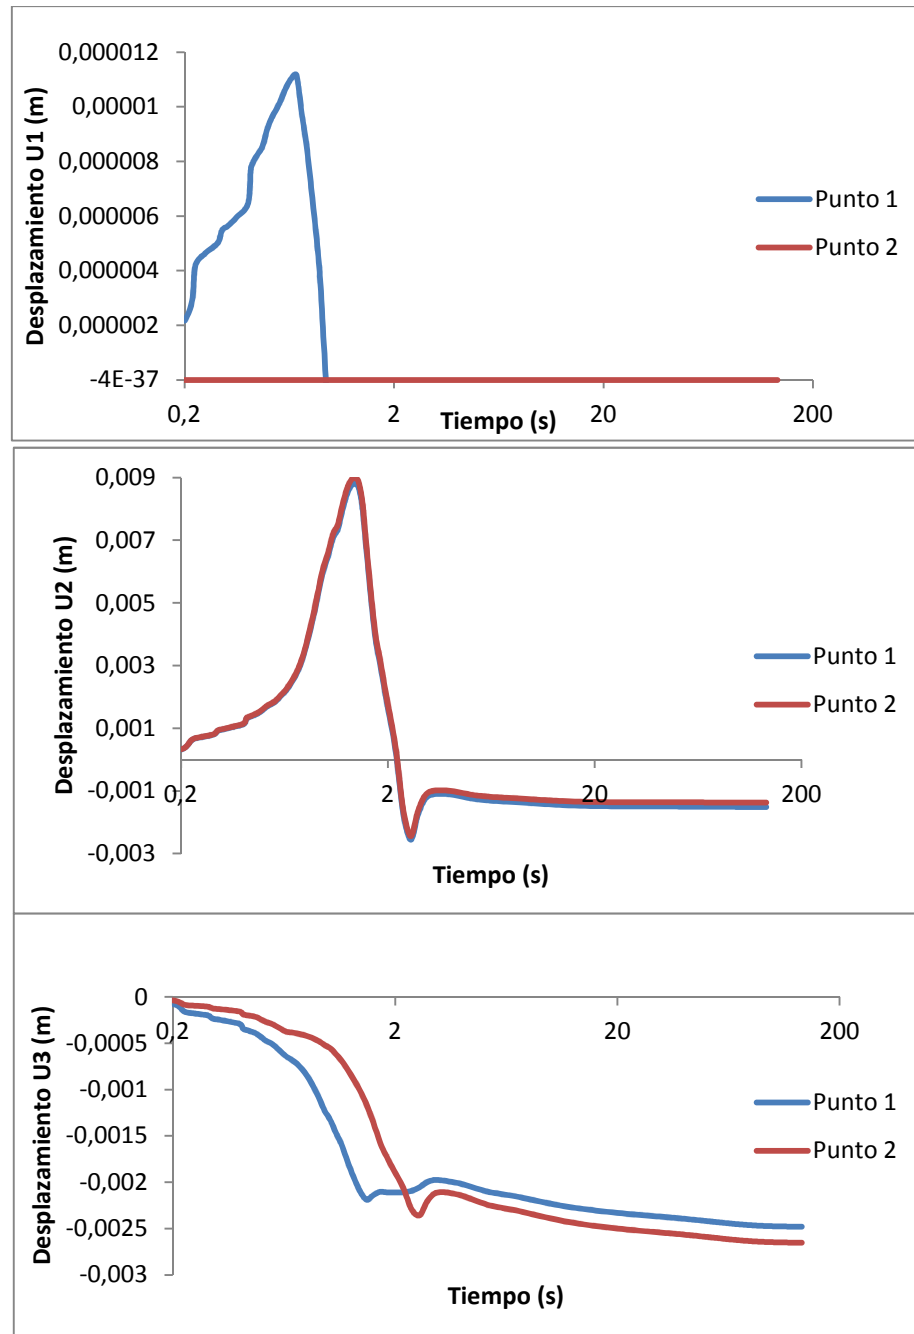 0,000012
0,00001
0,000008
0,000006
0,000004
0,000002
-4E-37
Desplazamiento U1 (m)
0,2 2 20 200
Tiempo (s)
Punto 1
Punto 2
0,009
0,007
0,005
0,003
0,001
-0,001
-0,003
Desplazamiento U2 (m)
0,2 2 20 200
Tiempo (s)
Punto 1
Punto 2
0
-0,0005
-0,001
-0,0015
-0,002
-0,0025
-0,003
Desplazamiento U3 (m)
0,2 2 20 200
Tiempo (s)
Punto 1
Punto 2